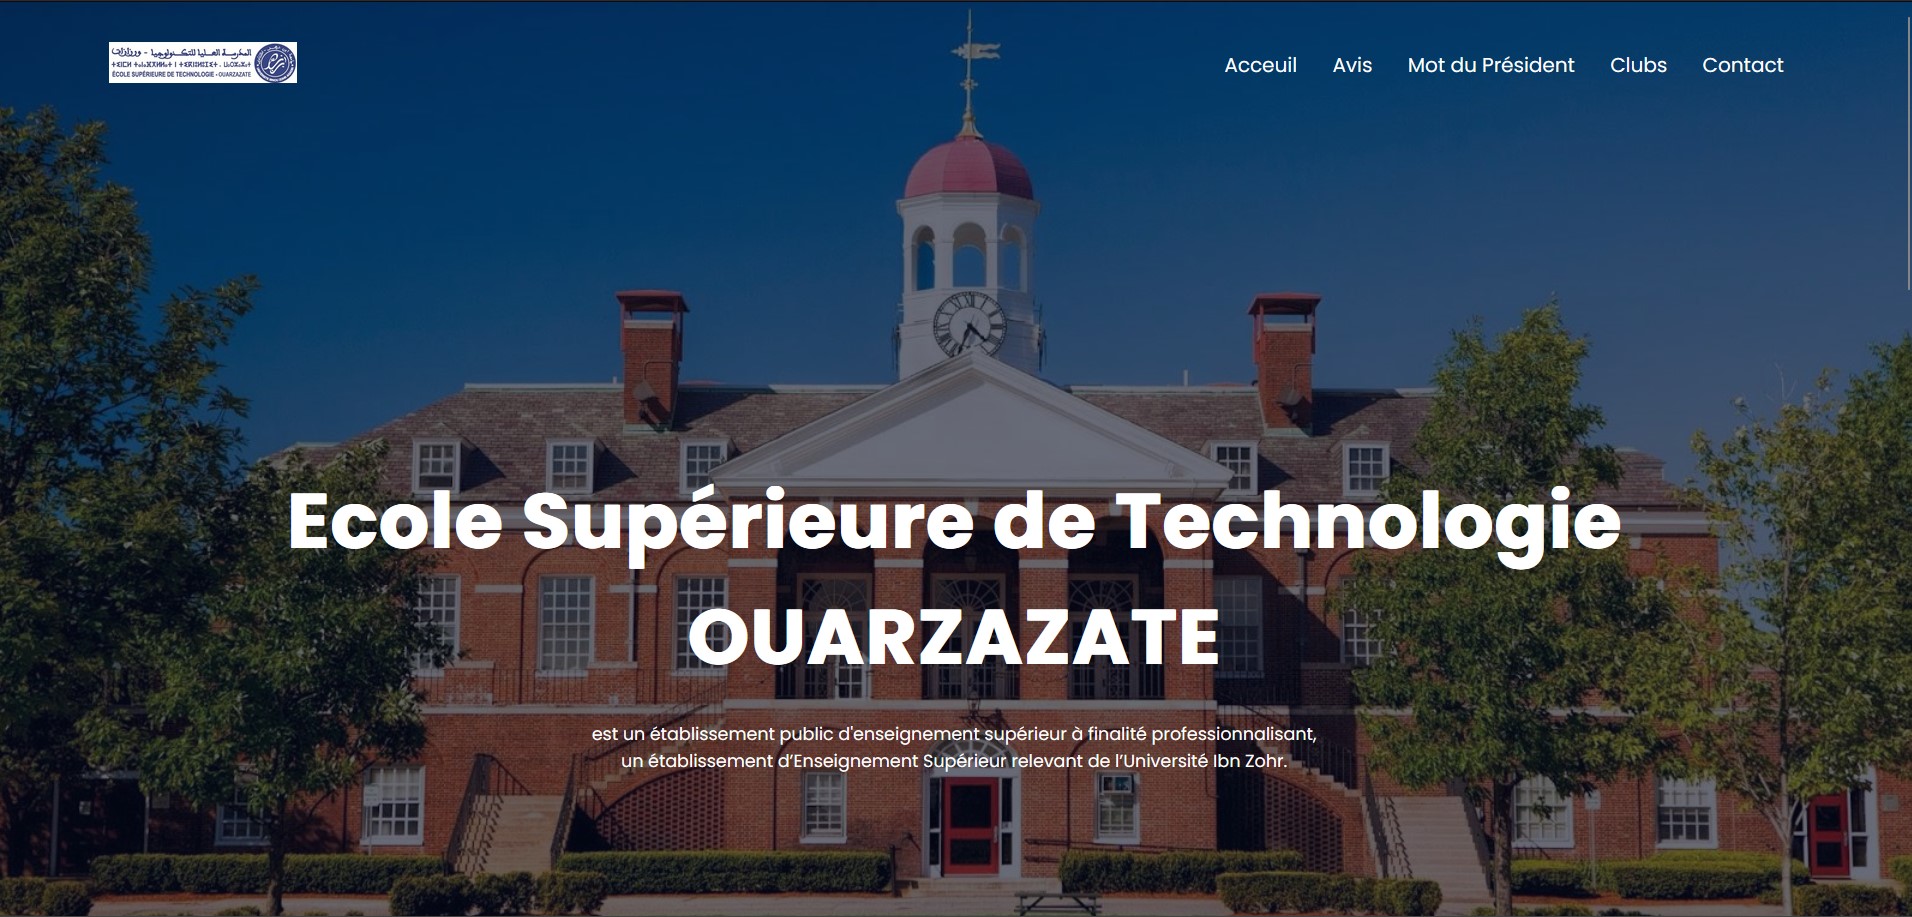 المدرسة العليا للتكنولوجيا - ورزازات
ÉCOLE SUPÉRIEURE DE TECHNOLOGIE - OUARZAZATE
Acceuil Avis Mot du Président Clubs Contact
Ecole Supérieure de Technologie
OUARZAZATE
est un établissement public d'enseignement supérieur à finalité professionnalisant,
un établissement d’Enseignement Supérieur relevant de l’Université Ibn Zohr.